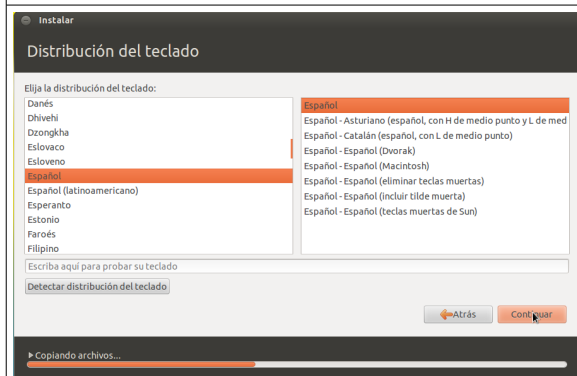 Instalar
Distribución del teclado
Elija la distribución del teclado:
Danés
Dhivehi
Dzongkha
Eslovaco
Esloveno
Español
Español (latinoamericano)
Esperanto
Estonio
Faroés
Filipino
Español
Español - Asturiano (español, con H de medio punto y L de med
Español - Catalán (español, con L de medio punto)
Español - Español (Dvorak)
Español - Español (Macintosh)
Español - Español (eliminar teclas muertas)
Español - Español (incluir tilde muerta)
Español - Español (teclas muertas de Sun)
Escriba aquí para probar su teclado
Detectar distribución del teclado
Atrás
Continuar
Copiando archivos...